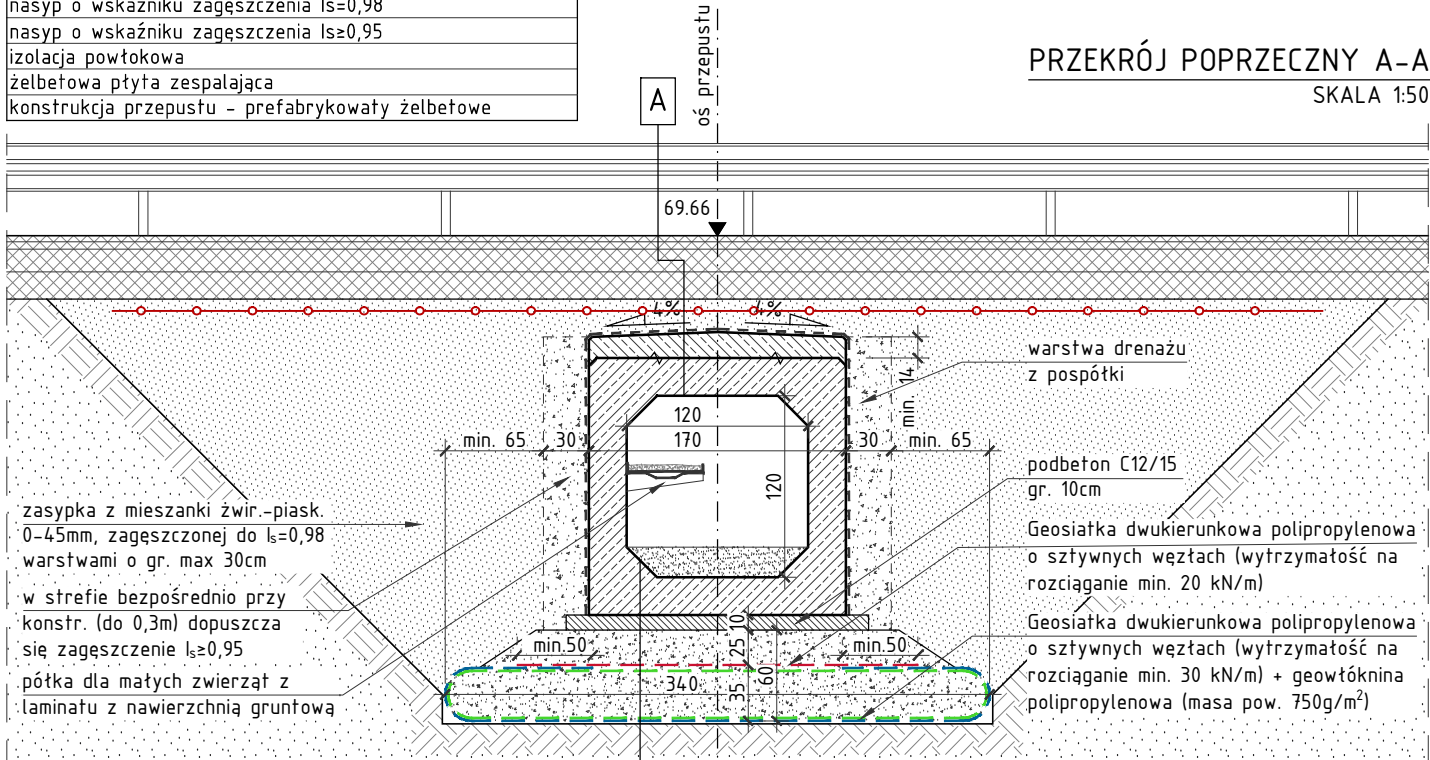 nasyp o wskaźniku zagęszczenia Is=0,98
nasyp o wskaźniku zagęszczenia Is≥0,95
izolacja powłokowa
żelbetowa płyta zespalająca
konstrukcja przepustu - prefabrykowaty żelbetowe
A
oś przepustu
PRZEKRÓJ POPRZECZNY A-A
SKALA 1:50
69.66
4%
4%
warstwa drenażu
z pospółki
min. 14
120
170
min. 65
30
30
min. 65
120
podbeton C12/15
gr. 10cm
zasypka z mieszanki żwir.-piask.
0-45mm, zagęszczonej do Is=0,98
warstwami o gr. max 30cm
Geosiatka dwukierunkowa polipropylenowa
o sztywnych węzłach (wytrzymałość na
rozciąganie min. 20 kN/m)
w strefie bezpośrednio przy
konstr. (do 0,3m) dopuszcza
się zagęszczenie Is≥0,95
Geosiatka dwukierunkowa polipropylenowa
o sztywnych węzłach (wytrzymałość na
rozciąganie min. 30 kN/m) + geowłóknina
polipropylenowa (masa pow. 750g/m²)
półka dla małych zwierząt z
laminatu z nawierzchnią gruntową
10
25
min.50
min.50
340
35
60